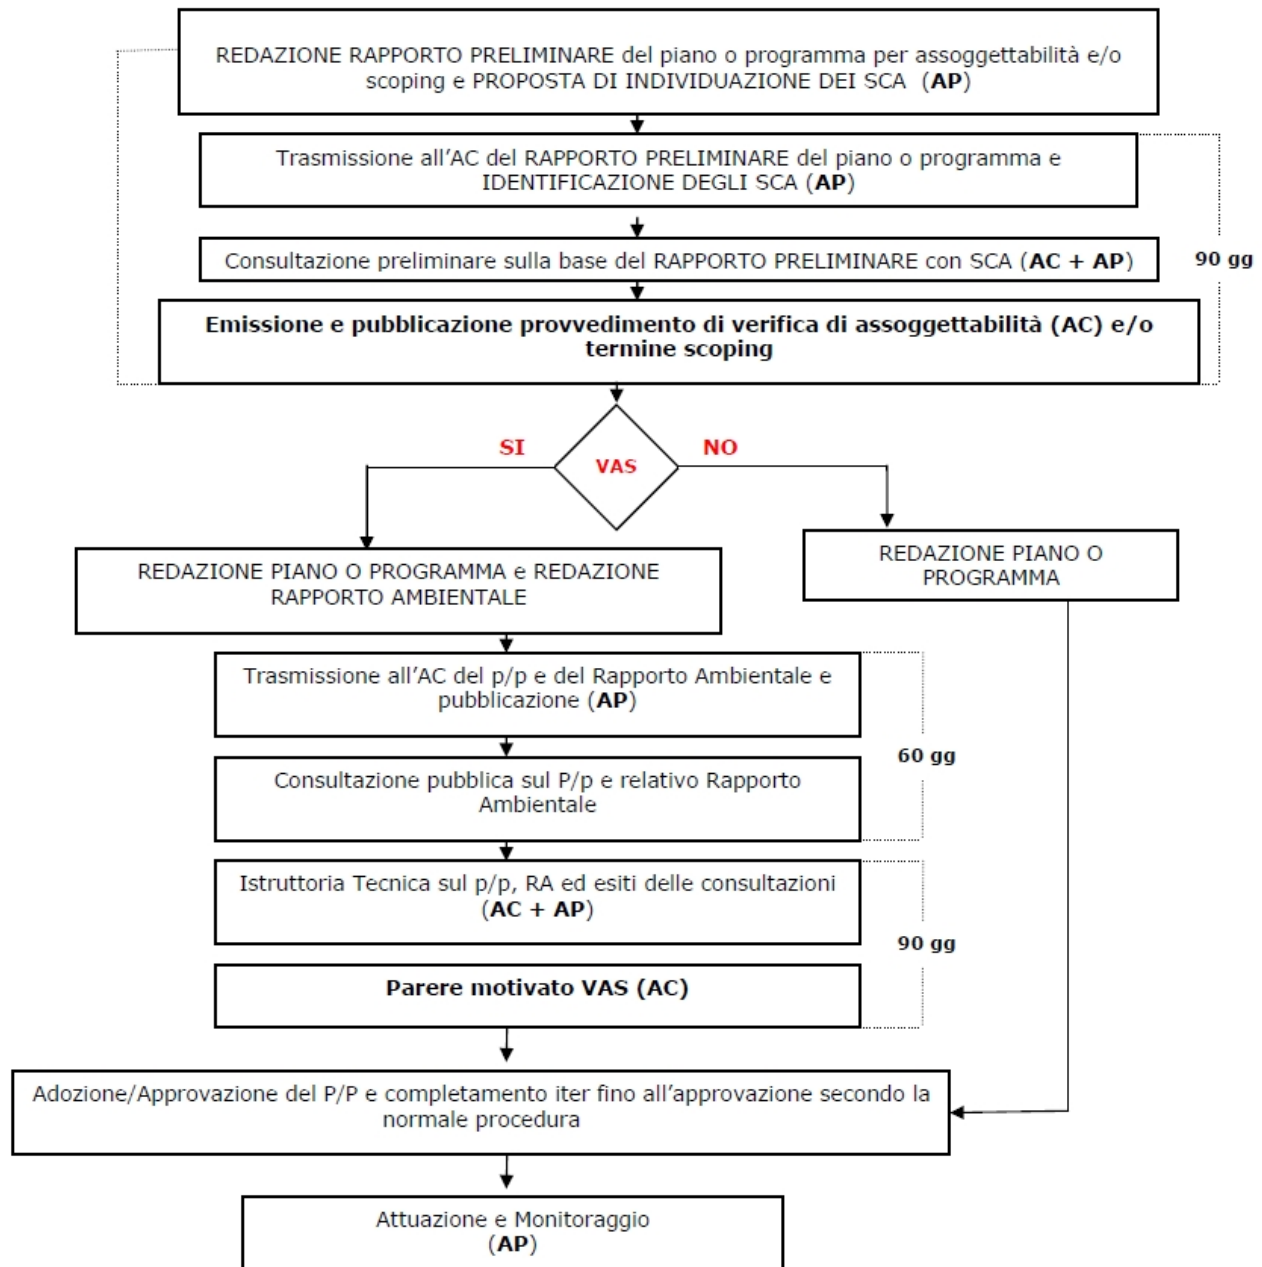 REDAZIONE RAPPORTO PRELIMINARE del piano o programma per assoggettabilità e/o
scoping e PROPOSTA DI INDIVIDUAZIONE DEI SCA (AP)
Trasmissione all'AC del RAPPORTO PRELIMINARE del piano o programma e
IDENTIFICAZIONE DEGLI SCA (AP)
Consultazione preliminare sulla base del RAPPORTO PRELIMINARE con SCA (AC + AP)
90 gg
Emissione e pubblicazione provvedimento di verifica di assoggettabilità (AC) e/o
termine scoping
SI
VAS
NO
REDAZIONE PIANO O PROGRAMMA e REDAZIONE
RAPPORTO AMBIENTALE
REDAZIONE PIANO O
PROGRAMMA
Trasmissione all'AC del p/p e del Rapporto Ambientale e
pubblicazione (AP)
60 gg
Consultazione pubblica sul P/p e relativo Rapporto
Ambientale
Istruttoria Tecnica sul p/p, RA ed esiti delle consultazioni
(AC + AP)
90 gg
Parere motivato VAS (AC)
Adozione/Approvazione del P/P e completamento iter fino all'approvazione secondo la
normale procedura
Attuazione e Monitoraggio
(AP)